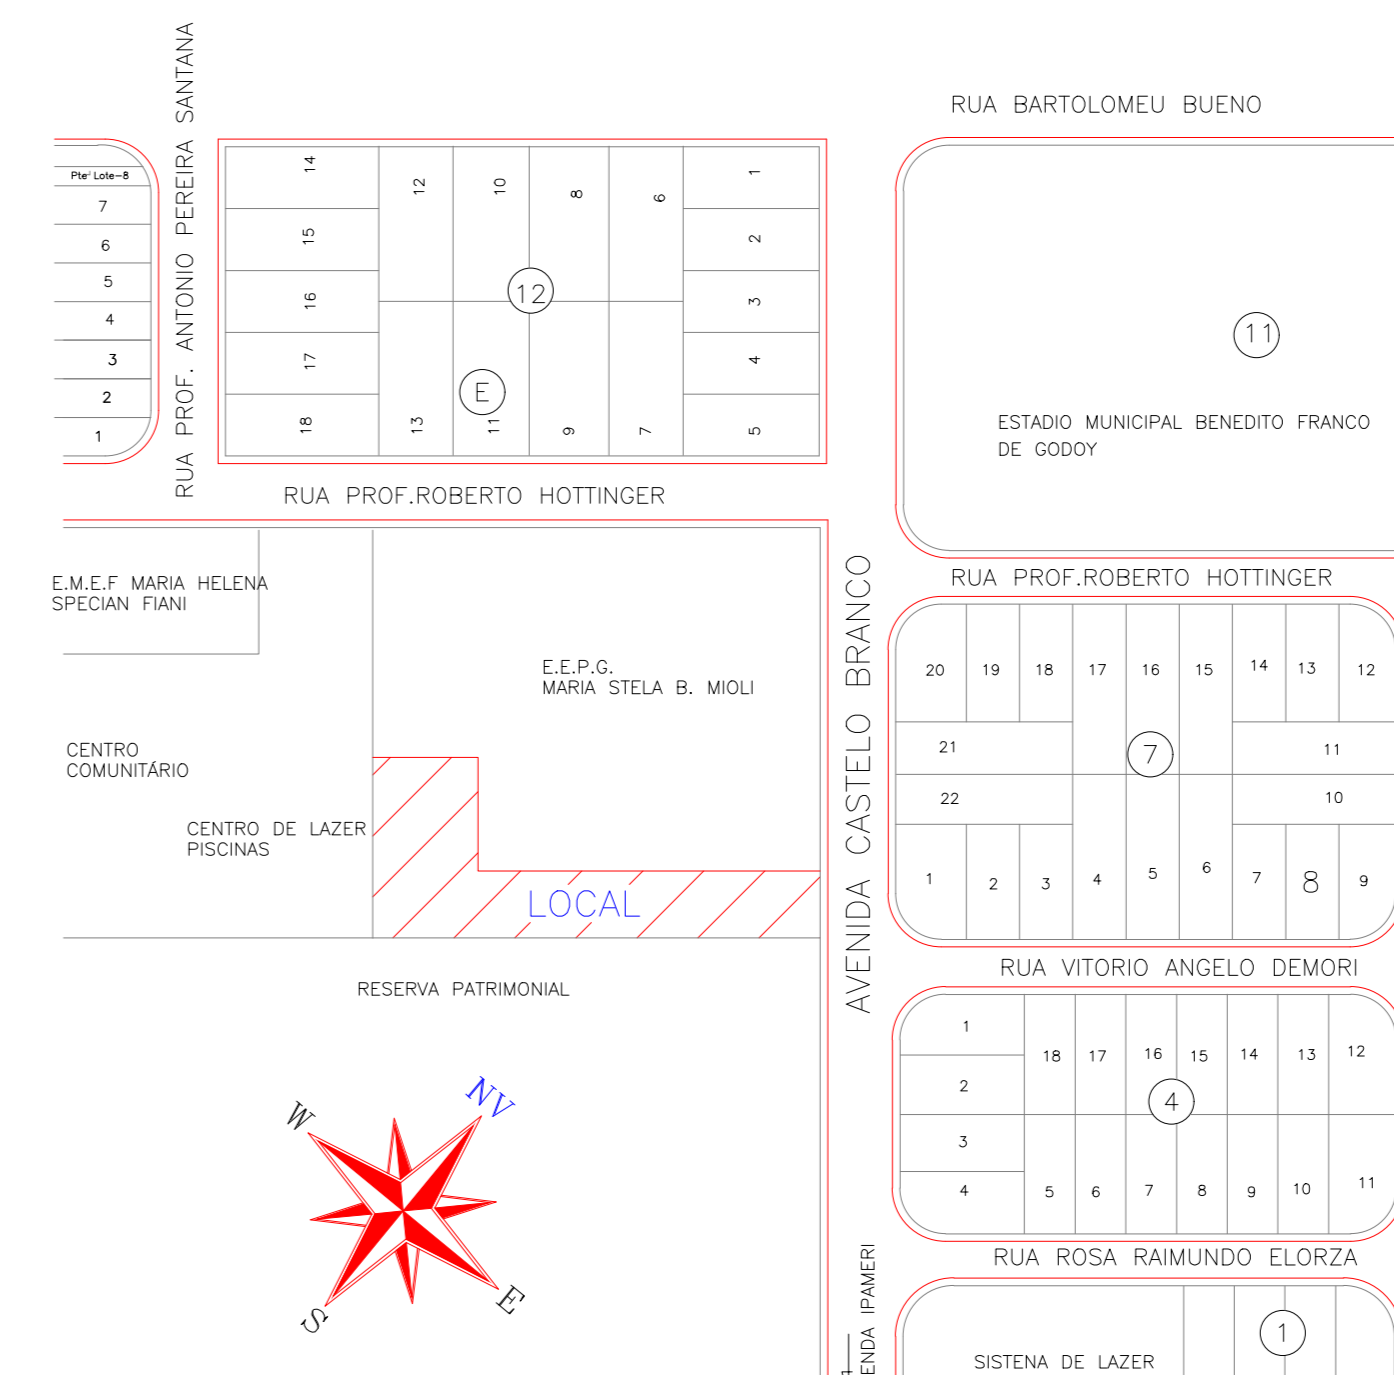 RUA PROF. ANTONIO PEREIRA SANTANA
RUA BARTOLOMEU BUENO
Pte Lote-8
7
6
5
4
3
2
1
14
15
16
17
18
12
10
8
6
13
11
9
7
1
2
3
4
5
12
E
11
ESTADIO MUNICIPAL BENEDITO FRANCO
DE GODOY
RUA PROF.ROBERTO HOTTINGER
E.M.E.F MARIA HELENA
SPECIAN FIANI
E.E.P.G.
MARIA STELA B. MIOLI
CENTRO
COMUNITÁRIO
CENTRO DE LAZER
PISCINAS
LOCAL
RESERVA PATRIMONIAL
AVENIDA CASTELO BRANCO
RUA PROF.ROBERTO HOTTINGER
20 19 18 17 16 15 14 13 12
21
11
7
22
10
1 2 3 4 5 6 7 8 9
RUA VITORIO ANGELO DEMORI
1
2
3
4
18 17 16 15 14 13 12
4
5 6 7 8 9 10 11
RUA ROSA RAIMUNDO ELORZA
W
NV
S
E
ENDA IPAMERI
1
SISTENA DE LAZER